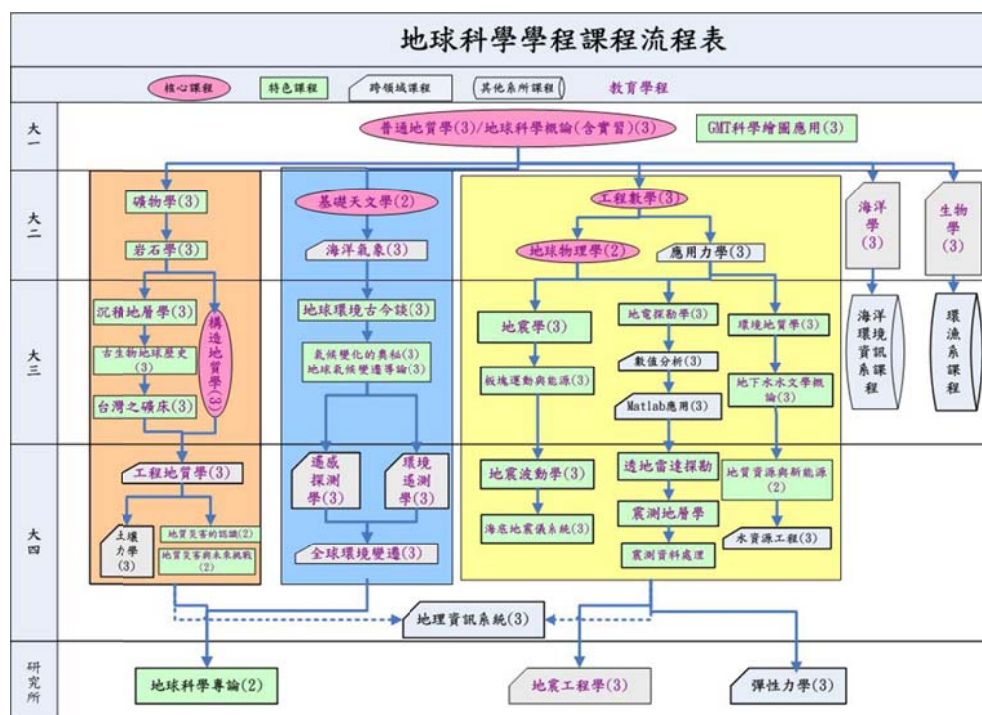 地球科學學程課程流程表
核心課程
特色課程
跨領域課程
其他系所課程
教育學程
大一
普通地質學(3)/地球科學概論(含實習)(3)
GMT科學繪圖應用(3)
大二
礦物學(3)
岩石學(3)
基礎天文學(2)
海洋氣象(3)
工程數學(3)
地球物理學(2)
應用力學(3)
海洋學(3)
生物學(3)
大三
沉積地層學(3)
古生物地球歷史(3)
台灣之礦床(3)
構造地質學(3)
地球環境古今談(3)
氣候變化的奧秘(3)
地球氣候變遷導論(3)
地震學(3)
板塊運動與能源(3)
地電探勘學(3)
數值分析(3)
Matlab應用(3)
環境地質學(3)
地下水水文學概論(3)
海洋環境資訊系課程
環漁系課程
大四
工程地質學(3)
土壤力學(3)
地質災害的認識(2)
地質災害與未來挑戰(2)
遙感探測學(3)
環境遙測學(3)
全球環境變遷(3)
地震波動學(3)
海底地震儀系統(3)
透地雷達探勘
震測地層學
震測資料處理
地質資源與新能源(2)
水資源工程(3)
地理資訊系統(3)
研究所
地球科學專論(2)
地震工程學(3)
彈性力學(3)